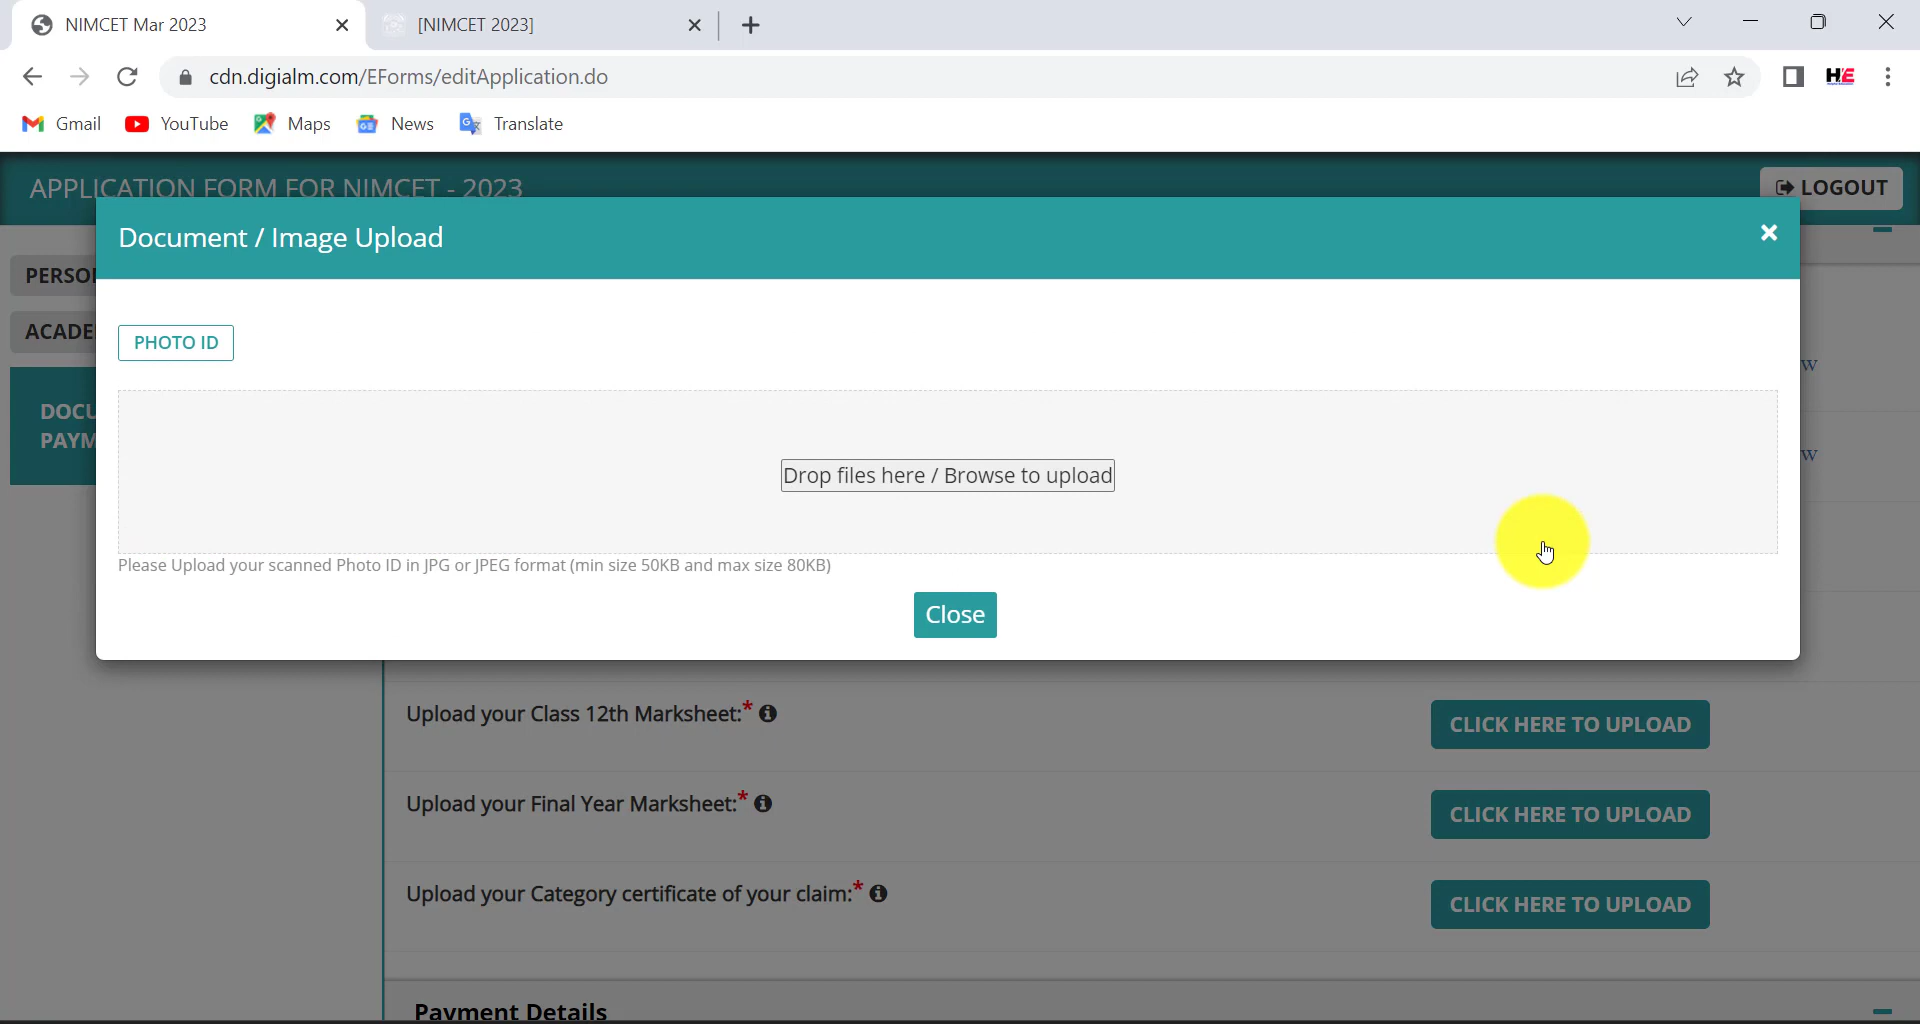 NIMCET Mar 2023
[NIMCET 2023]
cdn.digialm.com/EForms/editApplication.do
H/E
Gmail
YouTube
Maps
News
Translate
APPLICATION FORM FOR NIMCET - 2023
LOGOUT
Document / Image Upload
PERSO
ACADE
PHOTO ID
w
DOCU
PAYM
w
Drop files here / Browse to upload
Please Upload your scanned Photo ID in JPG or JPEG format (min size 50KB and max size 80KB)
Close
Upload your Class 12th Marksheet:*
CLICK HERE TO UPLOAD
Upload your Final Year Marksheet:*
CLICK HERE TO UPLOAD
Upload your Category certificate of your claim:*
CLICK HERE TO UPLOAD
Payment Details